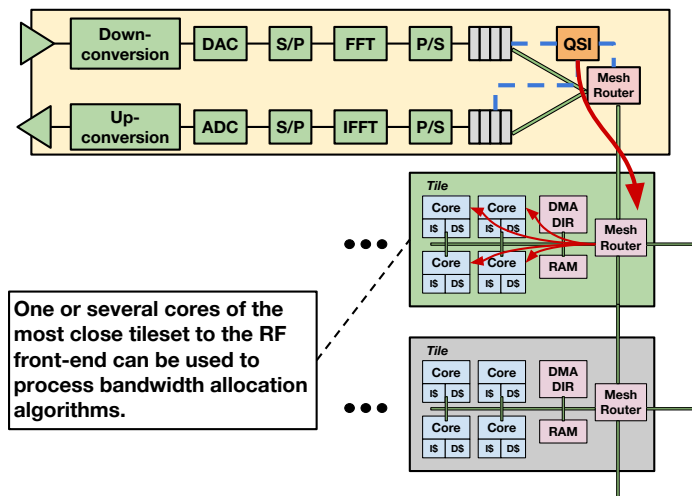 Down-
conversion
DAC
S/P
FFT
P/S
QSI
Mesh
Router
Up-
conversion
ADC
S/P
IFFT
P/S
Tile
Core
I$ D$
Core
I$ D$
DMA
DIR
Mesh
Router
Core
I$ D$
Core
I$ D$
RAM
One or several cores of the
most close tileset to the RF
front-end can be used to
process bandwidth allocation
algorithms.
Tile
Core
I$ D$
Core
I$ D$
DMA
DIR
Mesh
Router
Core
I$ D$
Core
I$ D$
RAM